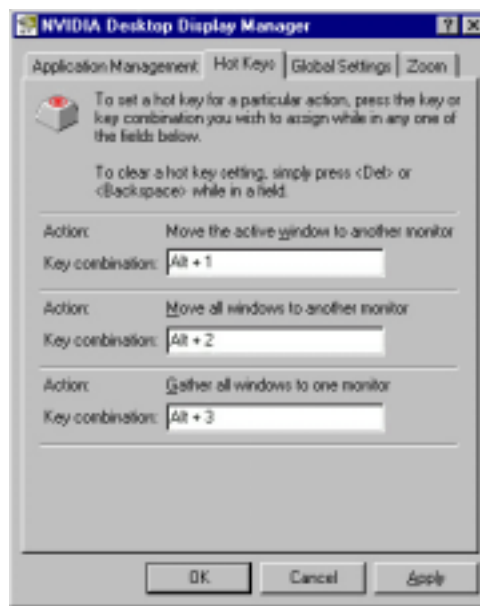 NVIDIA Desktop Display Manager
Application Management Hot Keys Global Settings Zoom
To set a hot key for a particular action, press the key or
key combination you wish to assign while in any one of
the fields below.
To clear a hot key setting, simply press <Del> or
<Backspace> while in a field.
Action: Move the active window to another monitor
Key combination: Alt + 1
Action: Move all windows to another monitor
Key combination: Alt + 2
Action: Gather all windows to one monitor
Key combination: Alt + 3
OK Cancel Apply